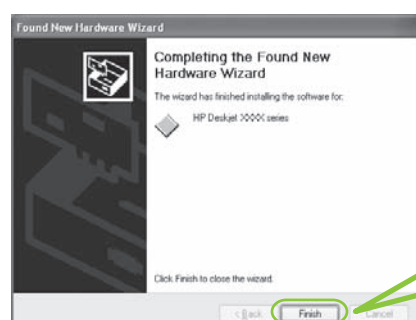 Found New Hardware Wizard
Completing the Found New
Hardware Wizard
The wizard has finished installing the software for:
HP Deskjet XXXX series
Click Finish to close the wizard.
< Back Finish Cancel